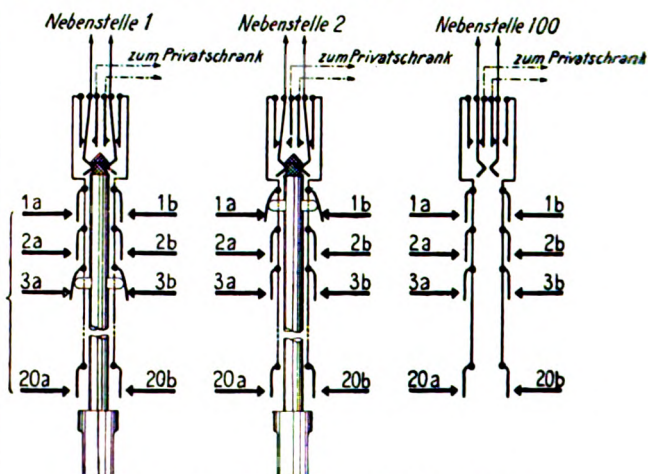 Nebenstelle 1 Nebenstelle 2 Nebenstelle 100
zum Privatschrank zum Privatschrank zum Privatschrank
1a 1b 1a 1b 1a 1b
2a 2b 2a 2b 2a 2b
3a 3b 3a 3b 3a 3b
20a 20b 20a 20b 20a 20b